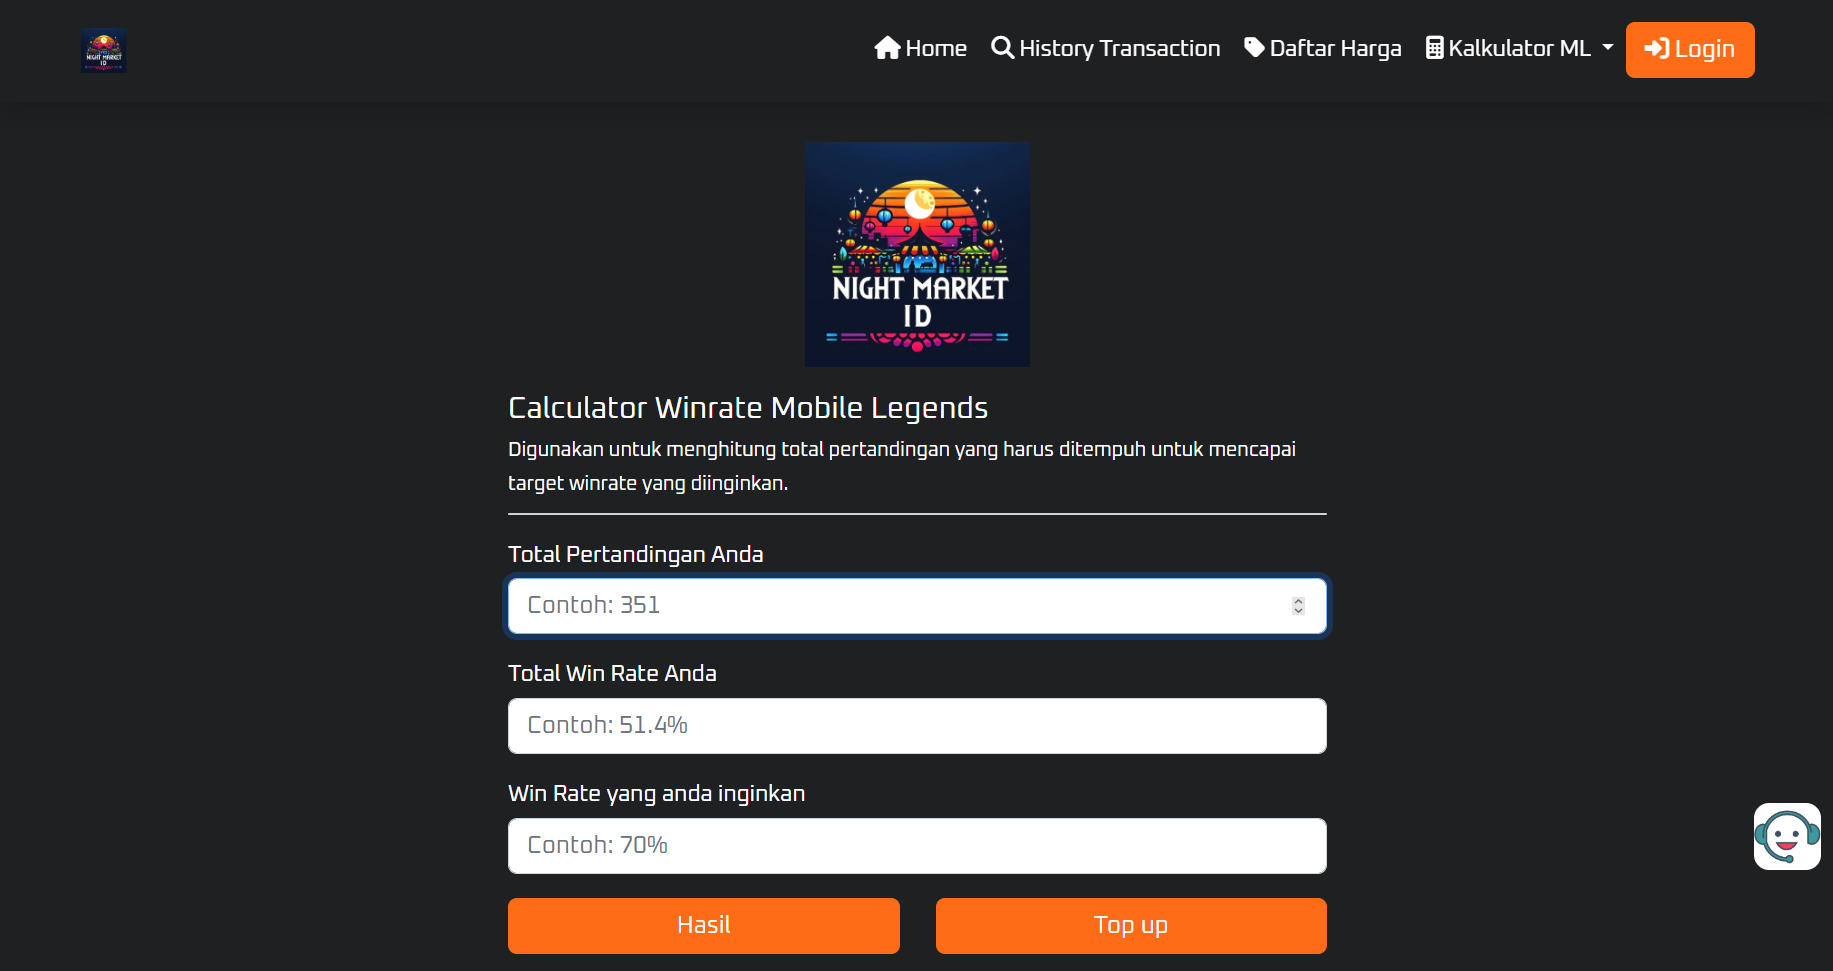 NIGHT MARKET
ID
Home
History Transaction
Daftar Harga
Kalkulator ML
Login
NIGHT MARKET
ID
Calculator Winrate Mobile Legends
Digunakan untuk menghitung total pertandingan yang harus ditempuh untuk mencapai
target winrate yang diinginkan.
Total Pertandingan Anda
Contoh: 351
Total Win Rate Anda
Contoh: 51.4%
Win Rate yang anda inginkan
Contoh: 70%
Hasil
Top up